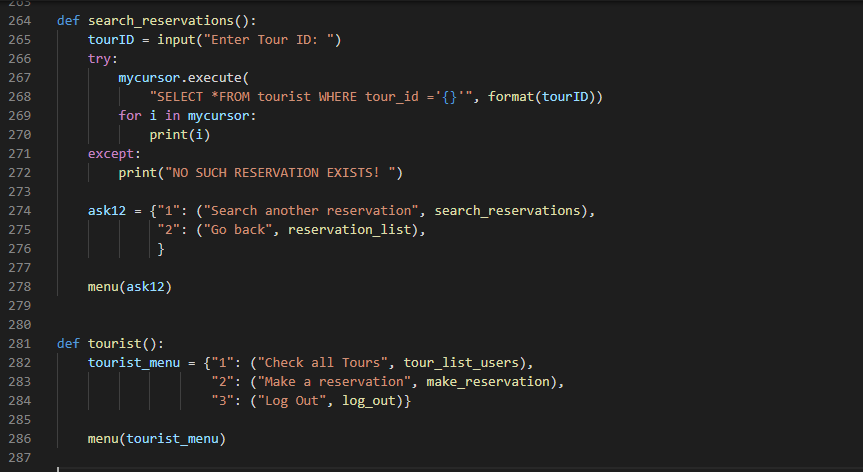 263
264 def search_reservations():
265     tourID = input("Enter Tour ID: ")
266     try:
267         mycursor.execute(
268             "SELECT *FROM tourist WHERE tour_id ='{}'", format(tourID))
269         for i in mycursor:
270             print(i)
271     except:
272         print("NO SUCH RESERVATION EXISTS! ")
273
274     ask12 = {"1": ("Search another reservation", search_reservations),
275              "2": ("Go back", reservation_list),
276              }
277
278     menu(ask12)
279
280
281 def tourist():
282     tourist_menu = {"1": ("Check all Tours", tour_list_users),
283                     "2": ("Make a reservation", make_reservation),
284                     "3": ("Log Out", log_out)}
285
286     menu(tourist_menu)
287